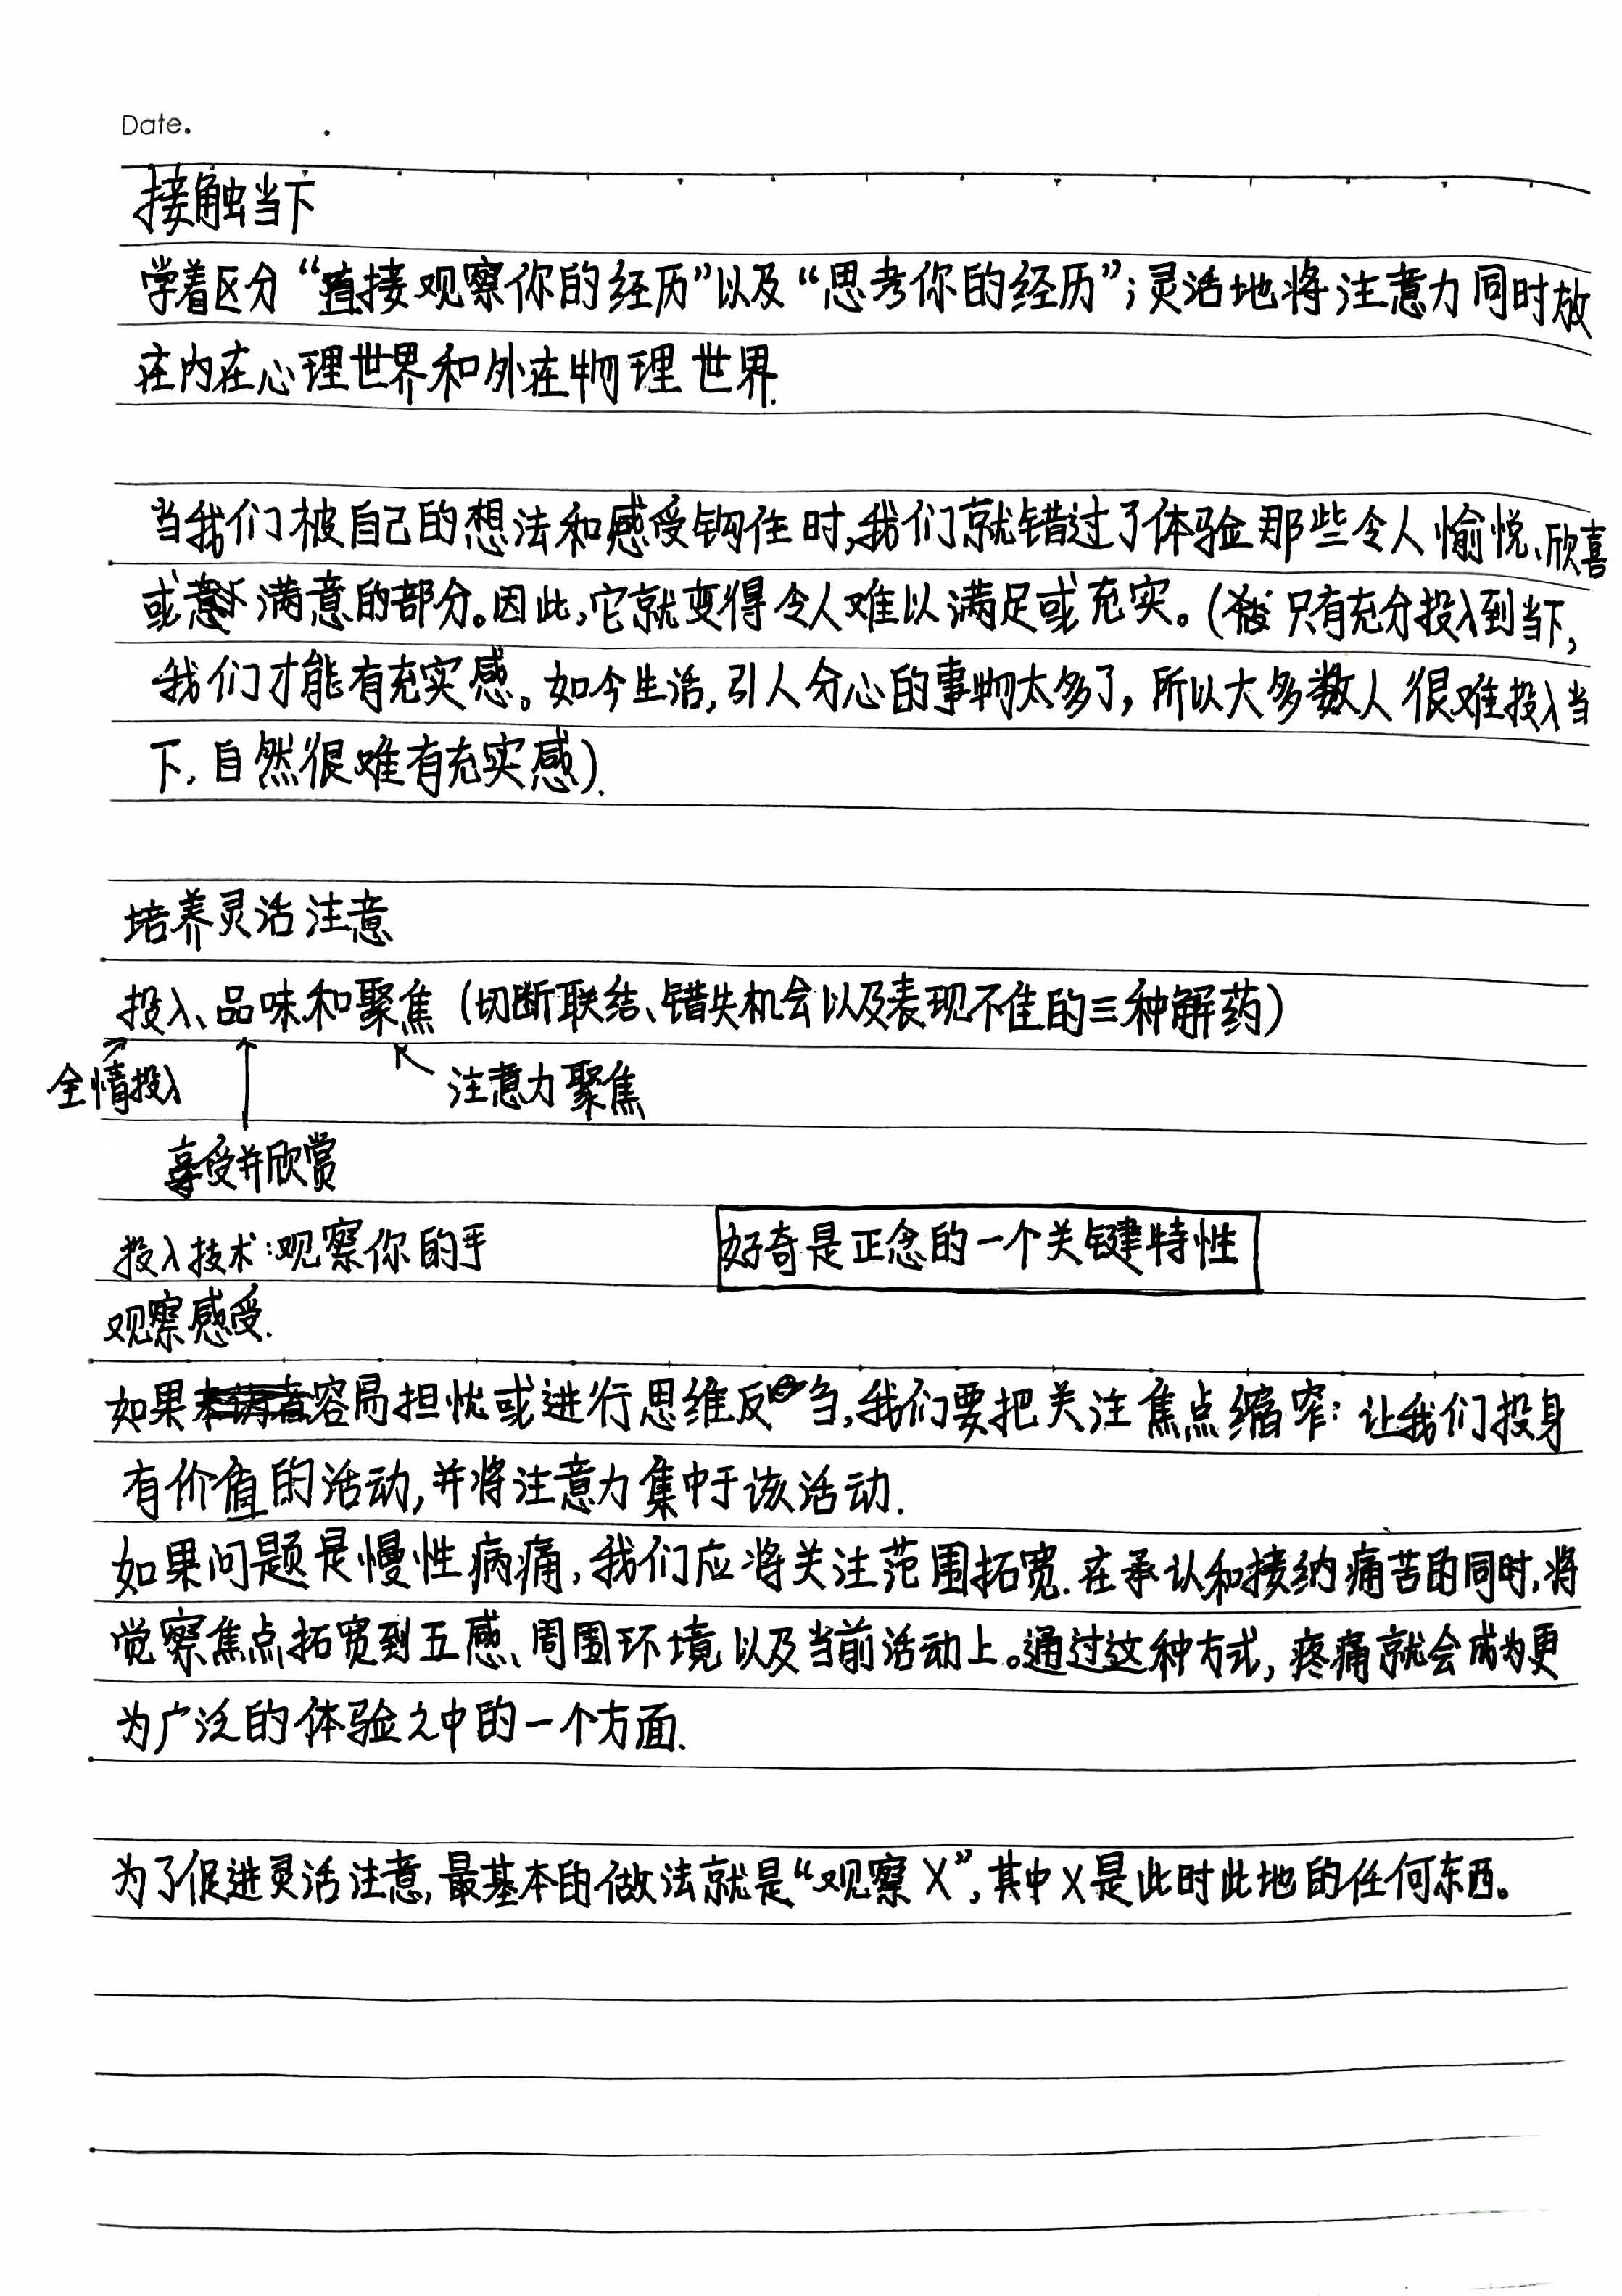 Date.
接触当下
学着区分“直接观察你的经历”以及“思考你的经历”；灵活地将注意力同时放
在内在心理世界和外在物理世界.
当我们被自己的想法和感受钩住时,我们就错过了体验那些令人愉悦、欣喜
或满意的部分。因此,它就变得令人难以满足或充实。(只有充分投入到当下,
我们才能有充实感。如今生活,引人分心的事物太多了,所以大多数人很难投入当
下.自然很难有充实感).
培养灵活注意
投入、品味和聚焦(切断联结、错失机会以及表现不佳的三种解药)
全情投入
注意力聚焦
享受并欣赏
投入技术:观察你的手
好奇是正念的一个关键特性
观察感受.
如果容易担忧或进行思维反刍,我们要把关注焦点缩窄:让我们投身
有价值的活动,并将注意力集中于该活动.
如果问题是慢性病痛,我们应将关注范围拓宽.在承认和接纳痛苦的同时,将
觉察焦点拓宽到五感、周围环境以及当前活动上。通过这种方式,疼痛就会成为更
为广泛的体验之中的一个方面.
为了促进灵活注意,最基本的做法就是“观察X”,其中X是此时此地的任何东西。